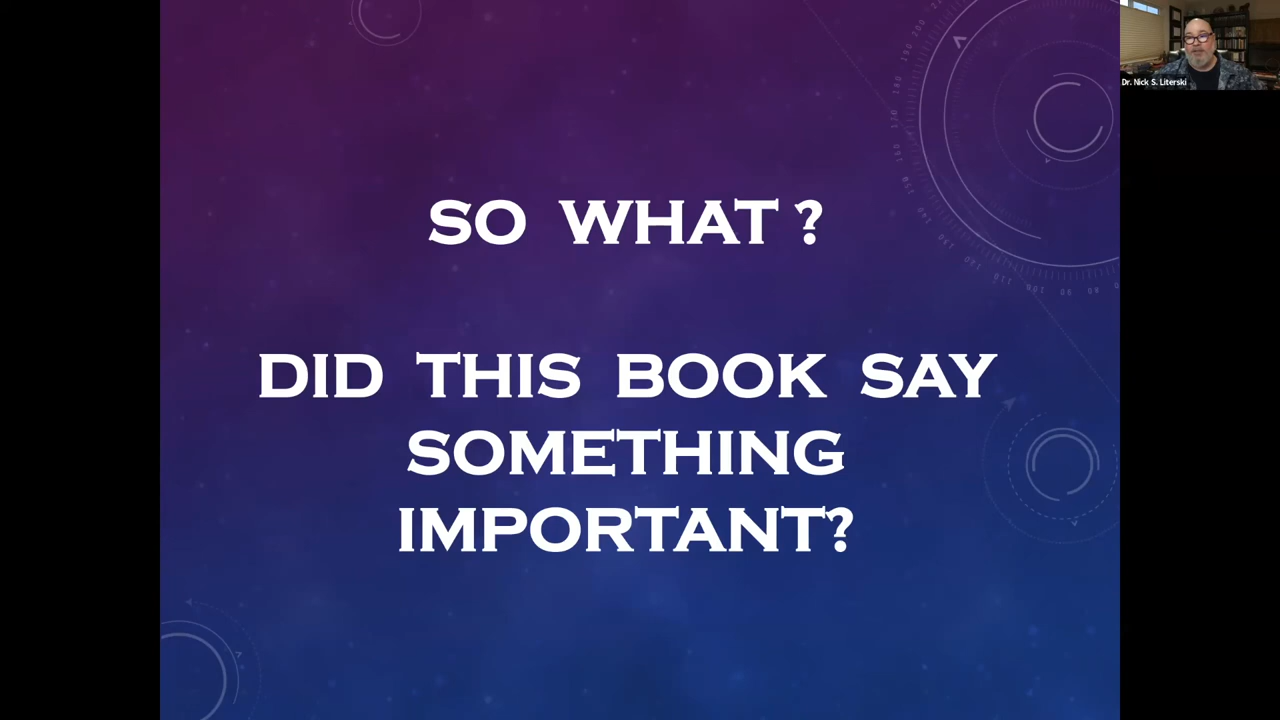 SO WHAT?
DID THIS BOOK SAY
SOMETHING
IMPORTANT?
Dr. Nick S. Literski